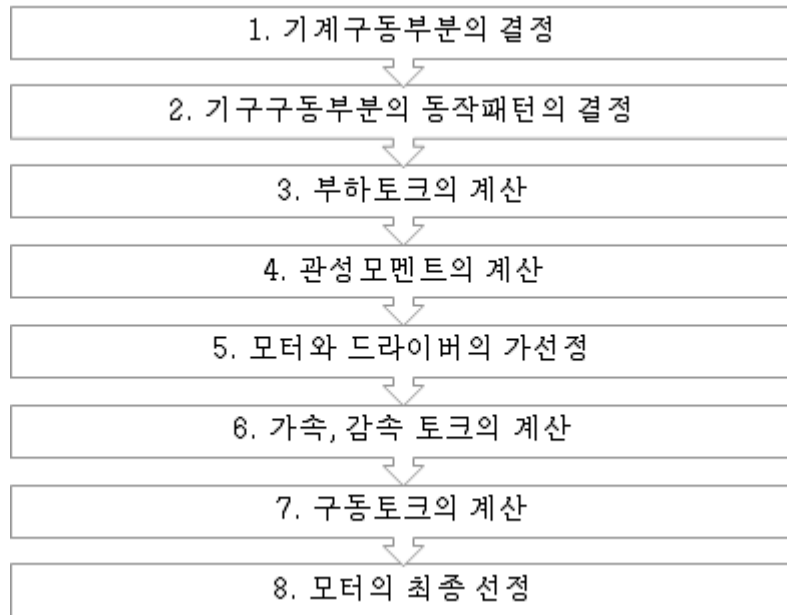 1. 기계구동부분의 결정
2. 기구구동부분의 동작패턴의 결정
3. 부하토크의 계산
4. 관성모멘트의 계산
5. 모터와 드라이버의 가선정
6. 가속, 감속 토크의 계산
7. 구동토크의 계산
8. 모터의 최종 선정